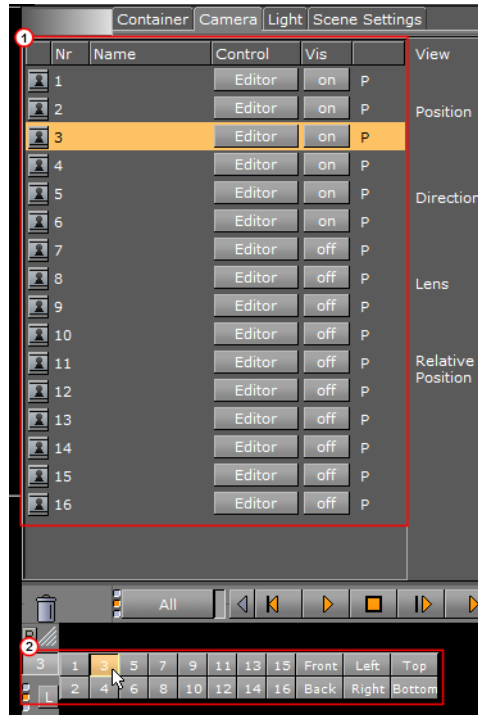 Container Camera Light Scene Settings
1
Nr Name Control Vis View
1 Editor on P
2 Editor on P Position
3 Editor on P
4 Editor on P
5 Editor on P Direction
6 Editor on P
7 Editor off P
8 Editor off P Lens
9 Editor off P
10 Editor off P
11 Editor off P Relative
Position
12 Editor off P
13 Editor off P
14 Editor off P
15 Editor off P
16 Editor off P
All
R
2
3 1 3 5 7 9 11 13 15 Front Left Top
L 2 4 6 8 10 12 14 16 Back Right Bottom